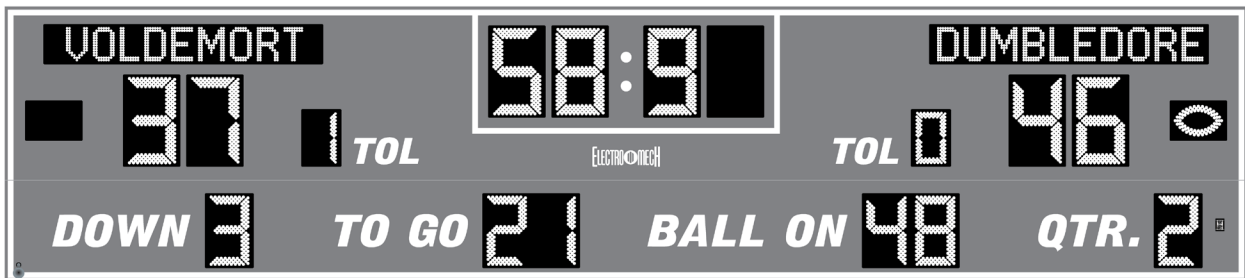 VOLDEMORT 58:9 DUMBLEDORE
37 1 TOL ELECTRO MECH TOL 0 46
DOWN 3 TO GO 21 BALL ON 48 QTR. 2